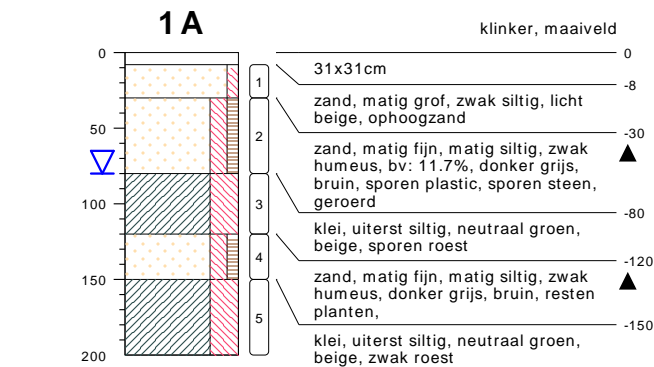 1 A
klinker, maaiveld
0
0
31x31cm
-8
1
zand, matig grof, zwak siltig, licht
beige, ophoogzand
-30
50
2
zand, matig fijn, matig siltig, zwak
humeus, bv: 11.7%, donker grijs,
bruin, sporen plastic, sporen steen,
geroerd
-80
100
3
klei, uiterst siltig, neutraal groen,
beige, sporen roest
-120
4
zand, matig fijn, matig siltig, zwak
humeus, donker grijs, bruin, resten
planten,
-150
150
5
klei, uiterst siltig, neutraal groen,
beige, zwak roest
200